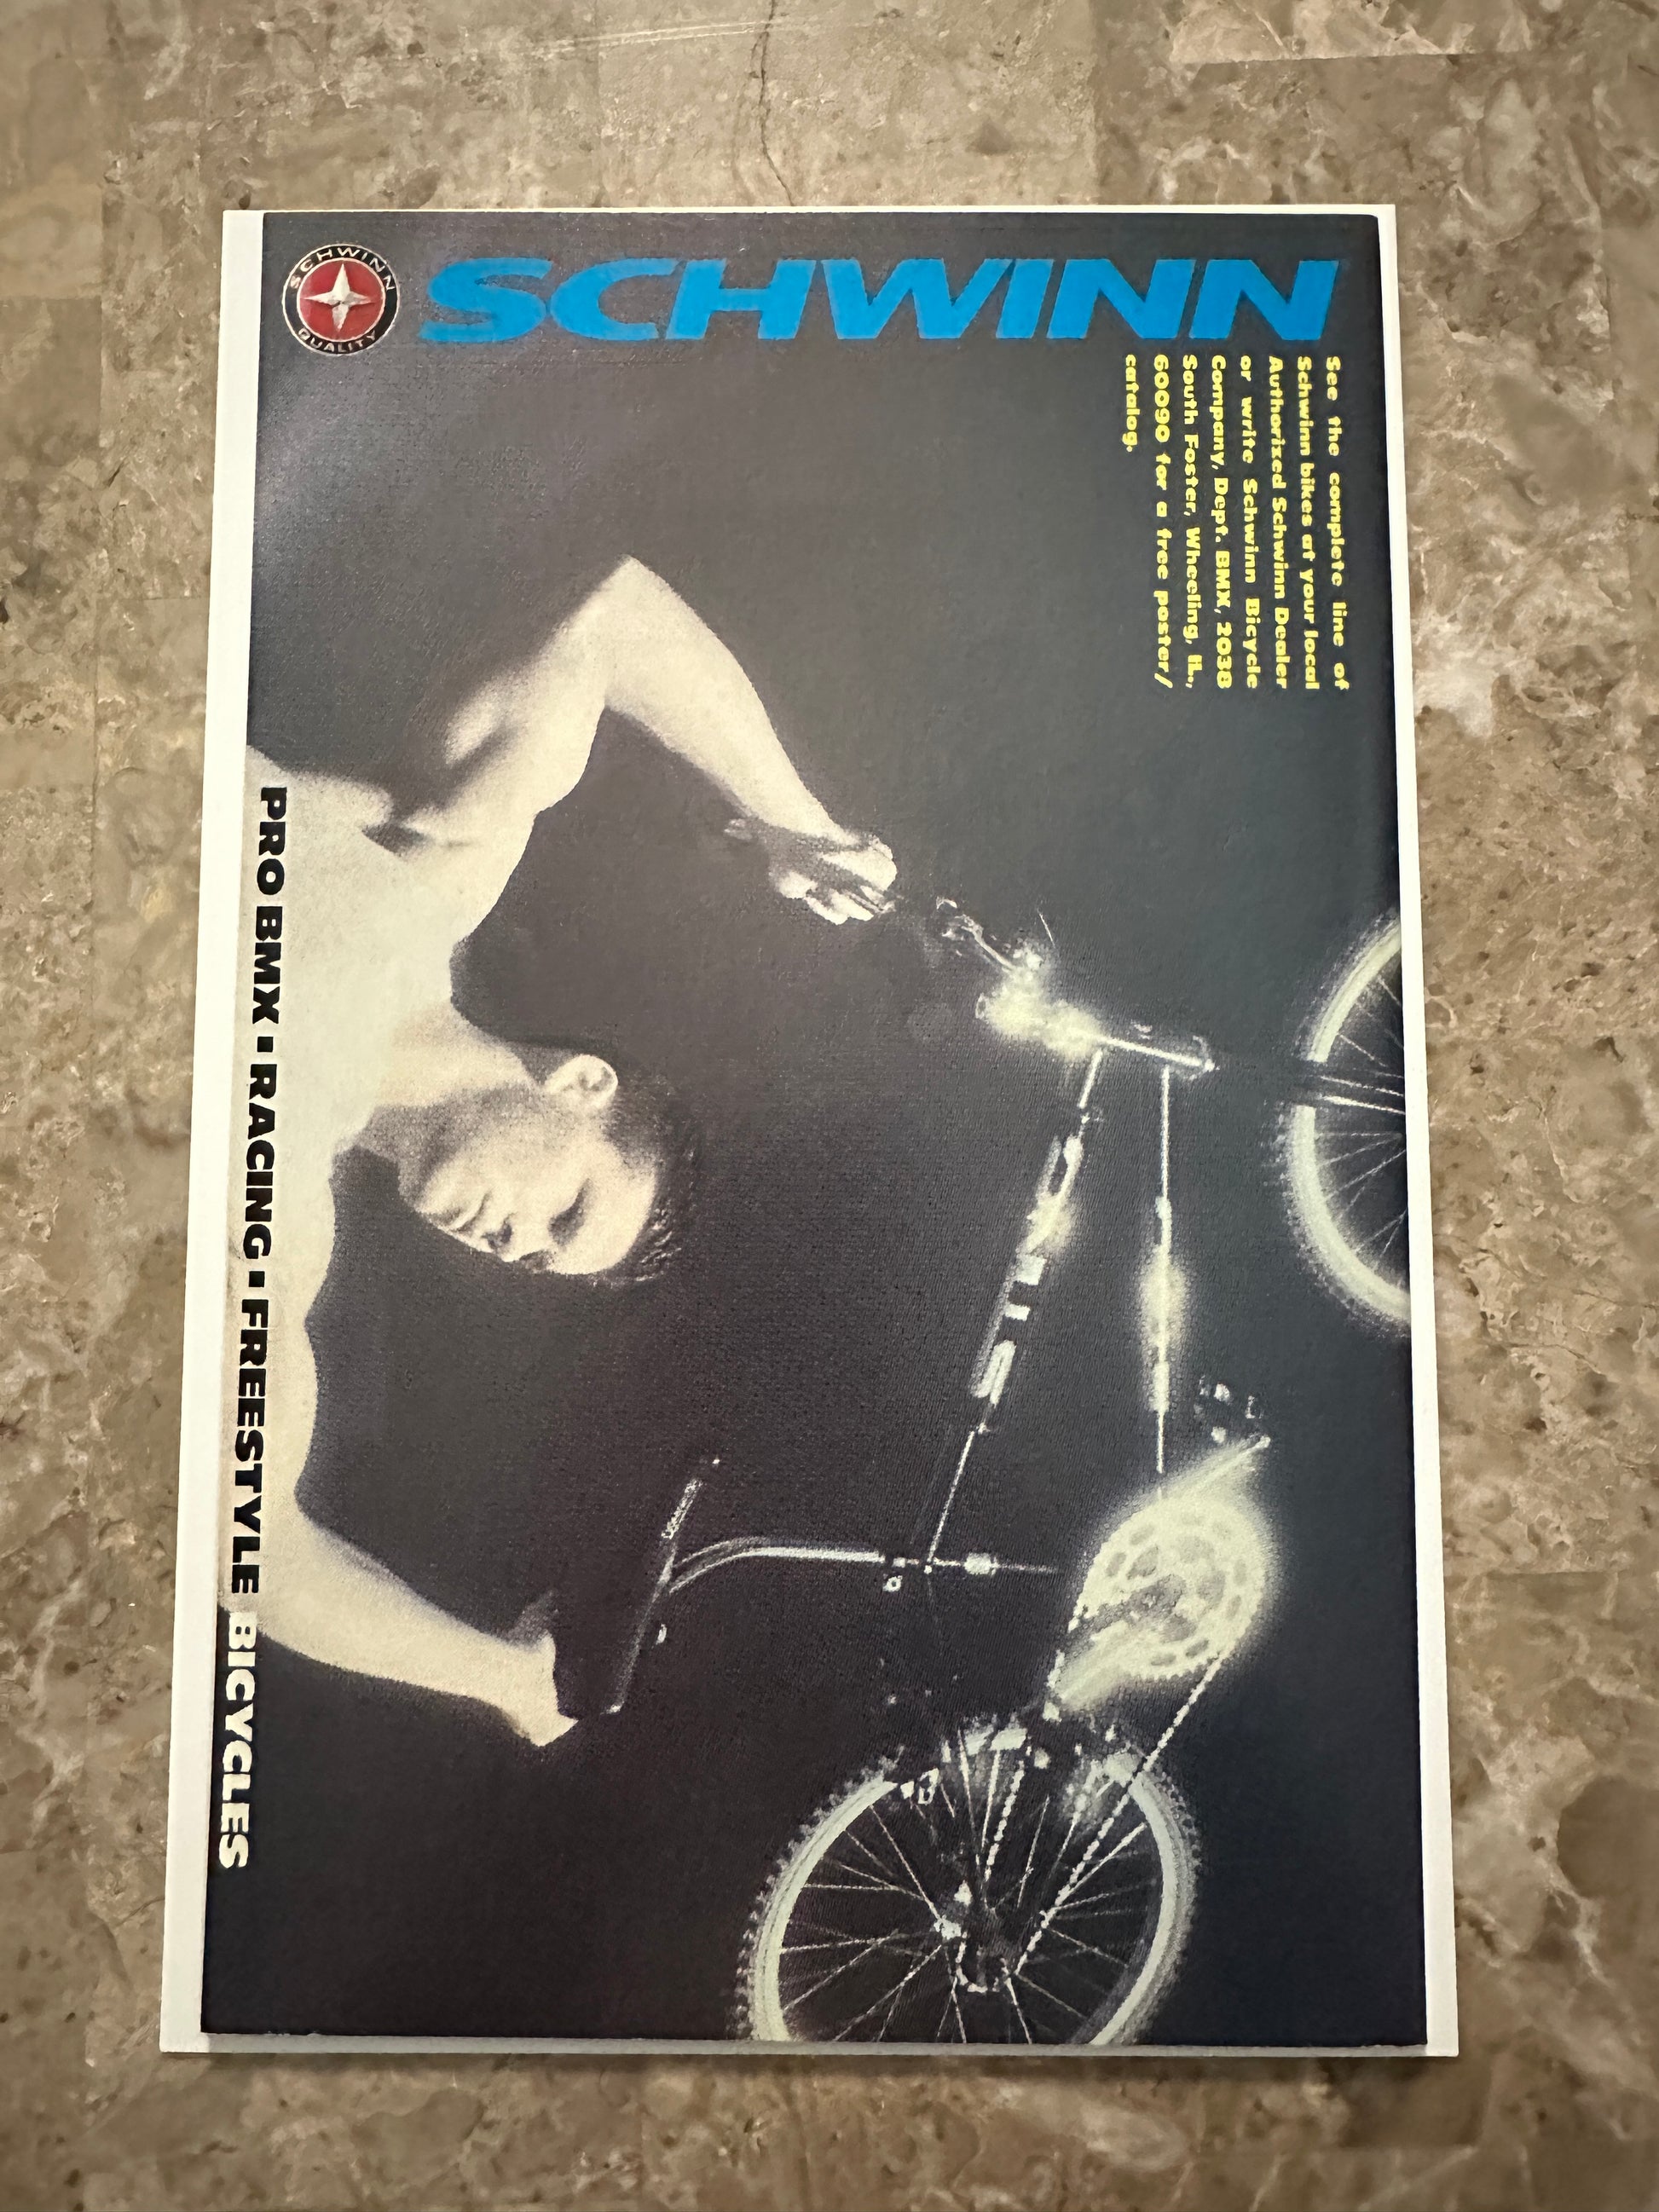 SCHWINN
QUALITY
SCHWINN
See the complete line of
Schwinn bikes at your local
Authorized Schwinn Dealer
or write Schwinn Bicycle
Company, Dept. BMX, 2038
South Foster, Wheeling, IL.,
60090 for a free poster/
catalog.
PRO BMX ▪ RACING ▪ FREESTYLE BICYCLES